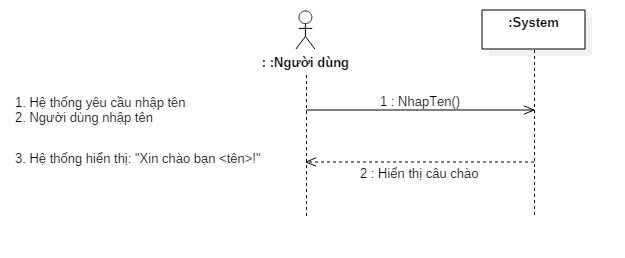 :System
: :Người dùng
1 : NhapTen()
1. Hệ thống yêu cầu nhập tên
2. Người dùng nhập tên
3. Hệ thống hiển thị: "Xin chào bạn <tên>!"
2 : Hiển thị câu chào